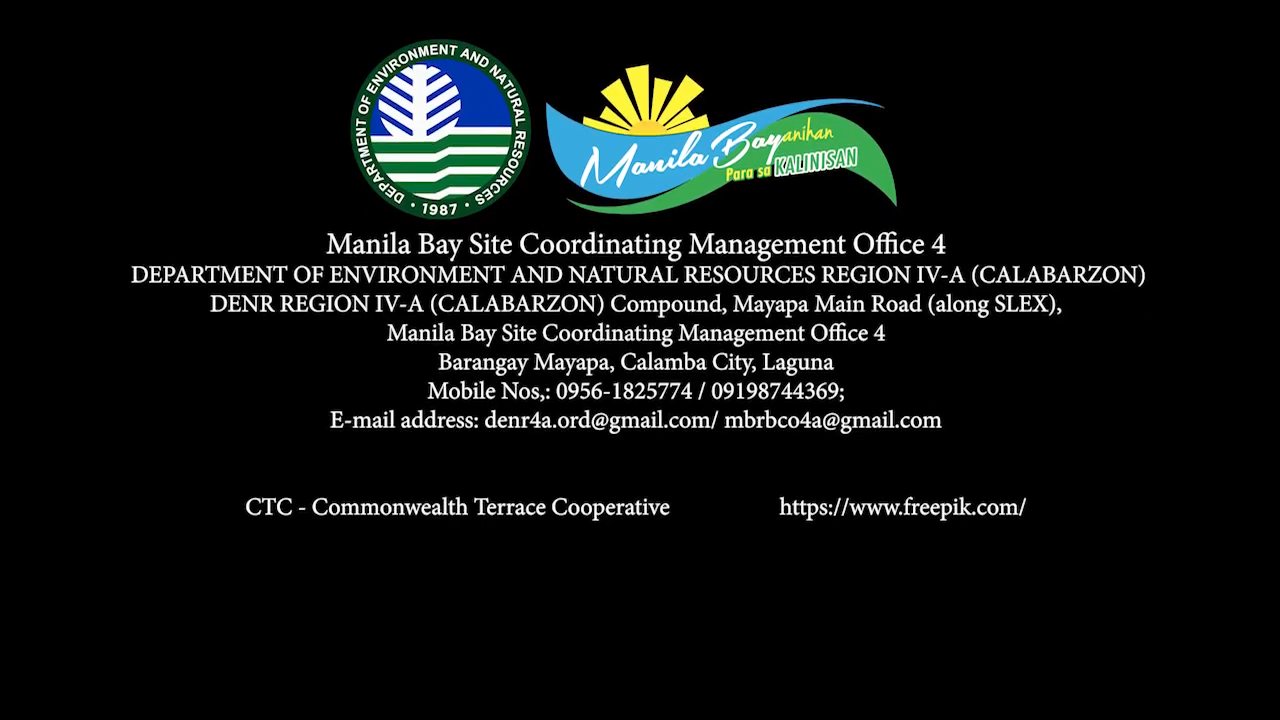 DEPARTMENT OF ENVIRONMENT AND NATURAL RESOURCES
• 1987 •
Manila Bayanihan
Para sa KALINISAN
Manila Bay Site Coordinating Management Office 4
DEPARTMENT OF ENVIRONMENT AND NATURAL RESOURCES REGION IV-A (CALABARZON)
DENR REGION IV-A (CALABARZON) Compound, Mayapa Main Road (along SLEX),
Manila Bay Site Coordinating Management Office 4
Barangay Mayapa, Calamba City, Laguna
Mobile Nos,: 0956-1825774 / 09198744369;
E-mail address: denr4a.ord@gmail.com/ mbrbco4a@gmail.com
CTC - Commonwealth Terrace Cooperative https://www.freepik.com/